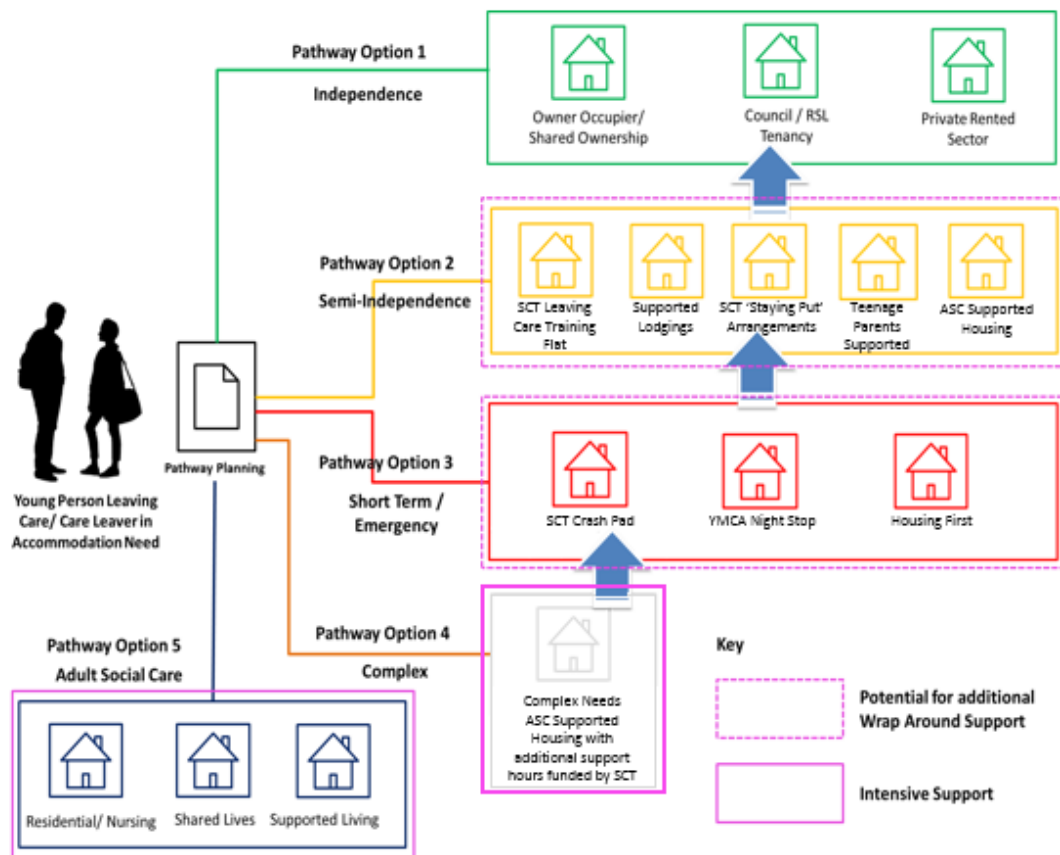 Pathway Option 1
Independence
Owner Occupier/
Shared Ownership
Council / RSL
Tenancy
Private Rented
Sector
Pathway Option 2
Semi-Independence
SCT Leaving
Care Training
Flat
Supported
Lodgings
SCT ‘Staying Put’
Arrangements
Teenage
Parents
Supported
ASC Supported
Housing
Pathway Planning
Young Person Leaving
Care/ Care Leaver in
Accommodation Need
Pathway Option 3
Short Term /
Emergency
SCT Crash Pad
YMCA Night Stop
Housing First
Pathway Option 4
Complex
Complex Needs
ASC Supported
Housing with
additional support
hours funded by SCT
Pathway Option 5
Adult Social Care
Residential/ Nursing
Shared Lives
Supported Living
Key
Potential for additional
Wrap Around Support
Intensive Support